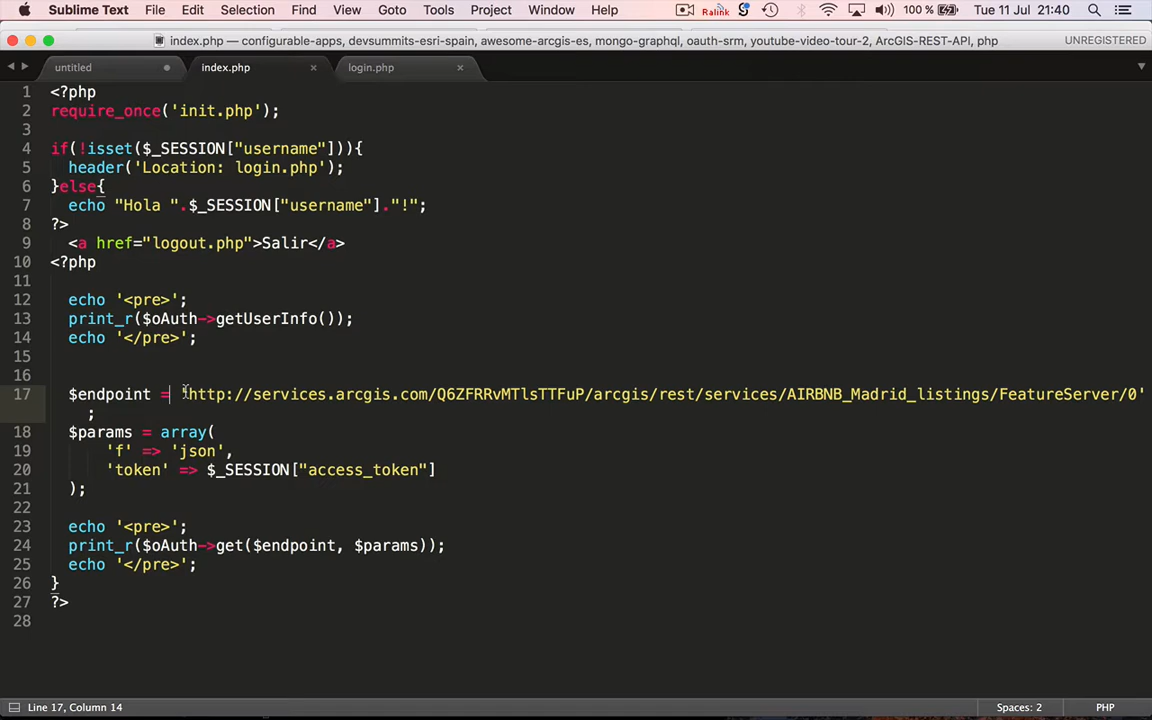 Sublime Text File Edit Selection Find View Goto Tools Project Window Help Ralink 100 % Tue 11 Jul 21:40
index.php — configurable-apps, devsummits-esri-spain, awesome-arcgis-es, mongo-graphql, oauth-srm, youtube-video-tour-2, ArcGIS-REST-API, php UNREGISTERED
untitled index.php login.php
1 <?php
2 require_once('init.php');
3
4 if(!isset($_SESSION["username"])){
5 header('Location: login.php');
6 }else{
7 echo "Hola ".$_SESSION["username"]."!";
8 ?>
9 <a href="logout.php">Salir</a>
10 <?php
11
12 echo '<pre>';
13 print_r($oAuth->getUserInfo());
14 echo '</pre>';
15
16
17 $endpoint = 'http://services.arcgis.com/Q6ZFRRvMTlsTTFuP/arcgis/rest/services/AIRBNB_Madrid_listings/FeatureServer/0'
;
18 $params = array(
19 'f' => 'json',
20 'token' => $_SESSION["access_token"]
21 );
22
23 echo '<pre>';
24 print_r($oAuth->get($endpoint, $params));
25 echo '</pre>';
26 }
27 ?>
28
Line 17, Column 14 Spaces: 2 PHP